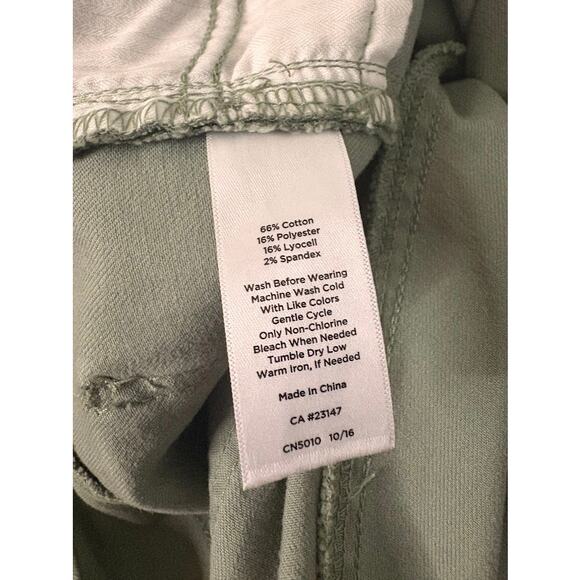 66% Cotton
16% Polyester
16% Lyocell
2% Spandex
Wash Before Wearing
Machine Wash Cold
With Like Colors
Gentle Cycle
Only Non-Chlorine
Bleach When Needed
Tumble Dry Low
Warm Iron, If Needed
Made in China
CA #23147
CN5010 10/16